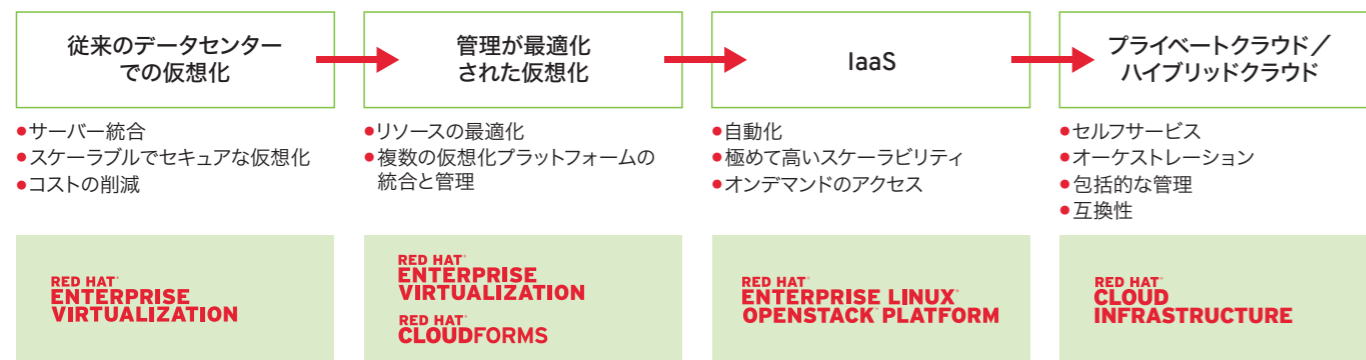 従来のデータセンター
での仮想化
管理が最適化
された仮想化
IaaS
プライベートクラウド／
ハイブリッドクラウド
●サーバー統合
●スケーラブルでセキュアな仮想化
●コストの削減
●リソースの最適化
●複数の仮想化プラットフォームの
統合と管理
●自動化
●極めて高いスケーラビリティ
●オンデマンドのアクセス
●セルフサービス
●オーケストレーション
●包括的な管理
●互換性
RED HAT®
ENTERPRISE
VIRTUALIZATION
RED HAT®
ENTERPRISE
VIRTUALIZATION
RED HAT®
CLOUDFORMS
RED HAT®
ENTERPRISE LINUX®
OPENSTACK® PLATFORM
RED HAT®
CLOUD
INFRASTRUCTURE